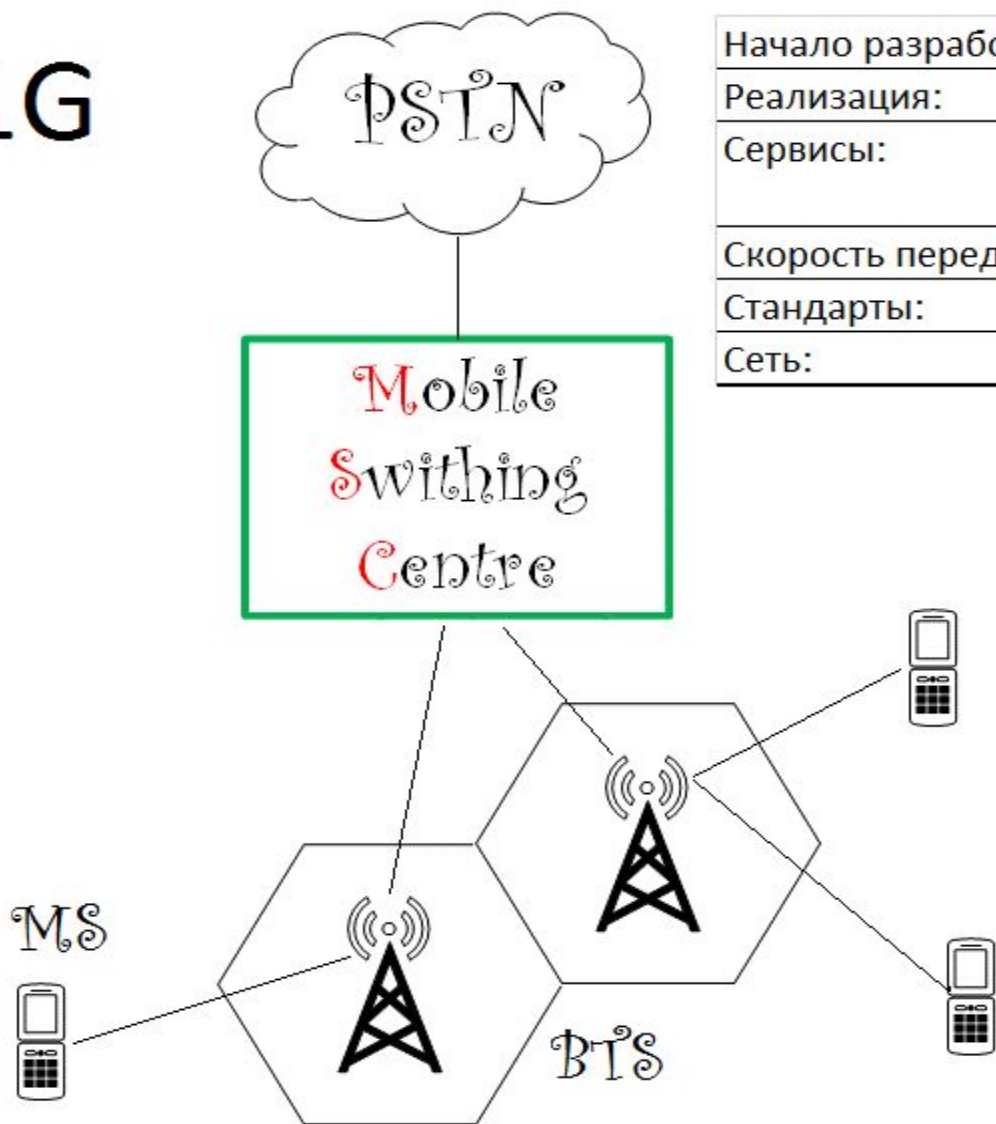 1G
PSTN
Начало разрабо
Реализация:
Сервисы:
Скорость перед
Стандарты:
Сеть:
Mobile
Swithing
Centre
MS
BTS